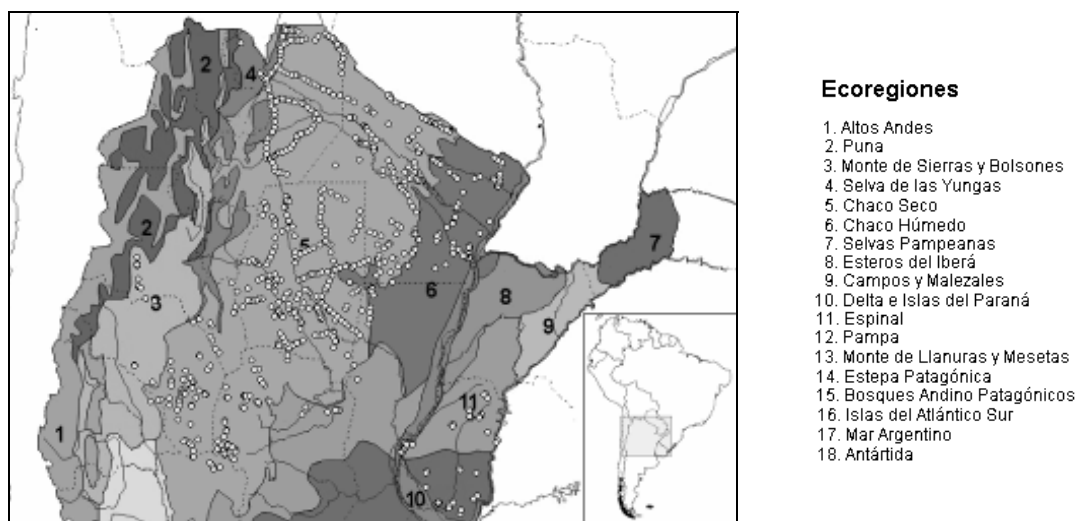 2
4
2
7
5
6
8
3
9
11
1
10
Ecoregiones
1. Altos Andes
2. Puna
3. Monte de Sierras y Bolsones
4. Selva de las Yungas
5. Chaco Seco
6. Chaco Húmedo
7. Selvas Pampeanas
8. Esteros del Iberá
9. Campos y Malezales
10. Delta e Islas del Paraná
11. Espinal
12. Pampa
13. Monte de Llanuras y Mesetas
14. Estepa Patagónica
15. Bosques Andino Patagónicos
16. Islas del Atlántico Sur
17. Mar Argentino
18. Antártida